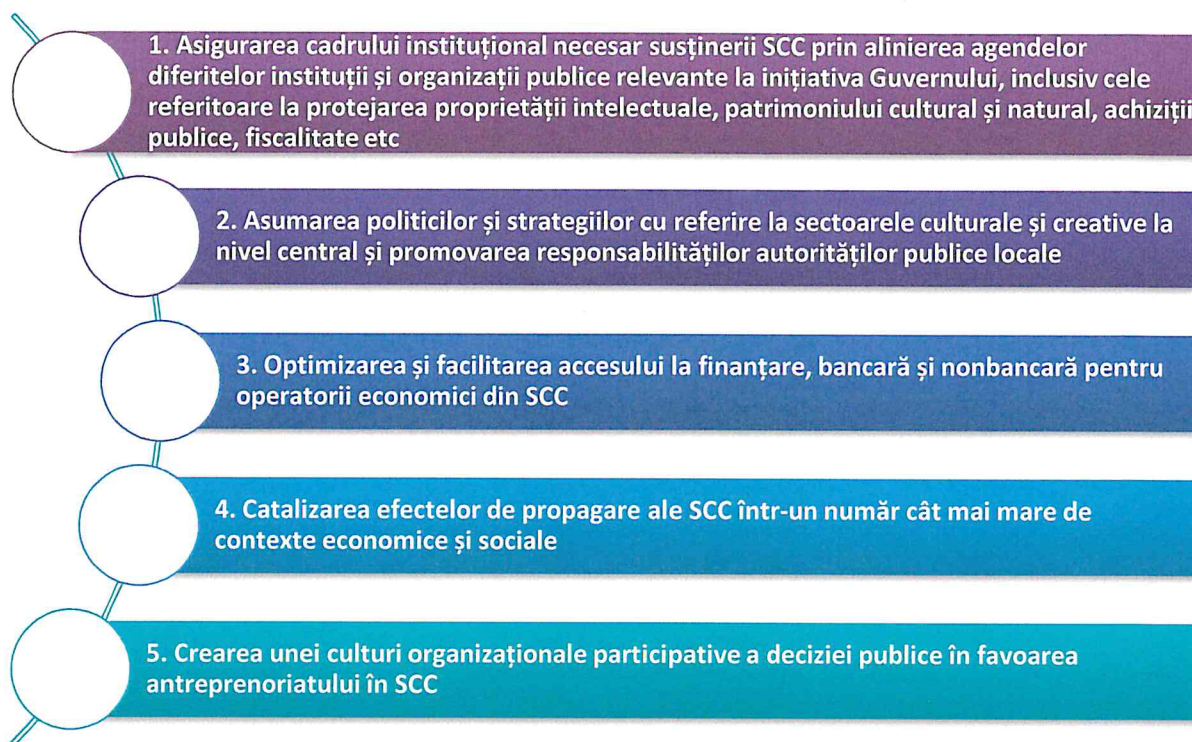 1. Asigurarea cadrului instituțional necesar susținerii SCC prin alinierea agendelor
diferitelor instituții și organizații publice relevante la inițiativa Guvernului, inclusiv cele
referitoare la protejarea proprietății intelectuale, patrimoniului cultural și natural, achiziții
publice, fiscalitate etc
2. Asumarea politicilor și strategiilor cu referire la sectoarele culturale și creative la
nivel central și promovarea responsabilităților autorităților publice locale
3. Optimizarea și facilitarea accesului la finanțare, bancară și nonbancară pentru
operatorii economici din SCC
4. Catalizarea efectelor de propagare ale SCC într-un număr cât mai mare de
contexte economice și sociale
5. Crearea unei culturi organizaționale participative a deciziei publice în favoarea
antreprenoriatului în SCC